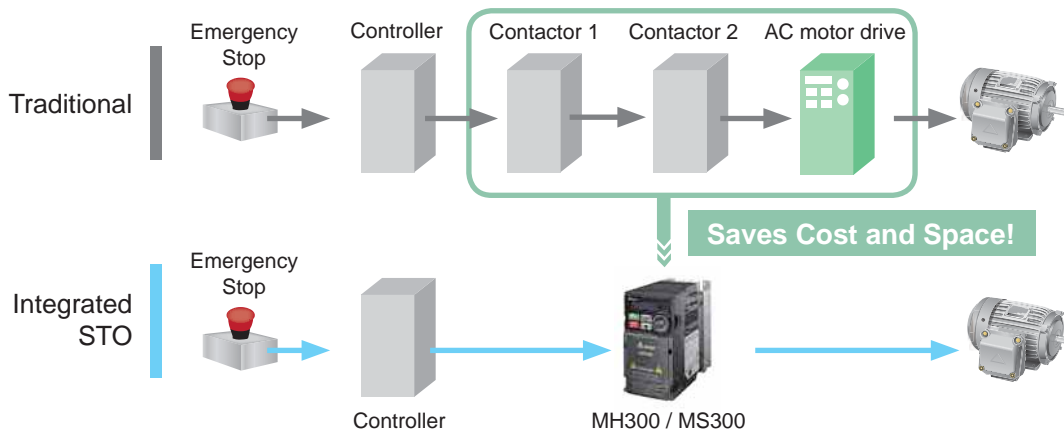 Emergency
Stop
Controller
Contactor 1
Contactor 2
AC motor drive
Traditional
Saves Cost and Space!
Emergency
Stop
Integrated
STO
Controller
MH300 / MS300